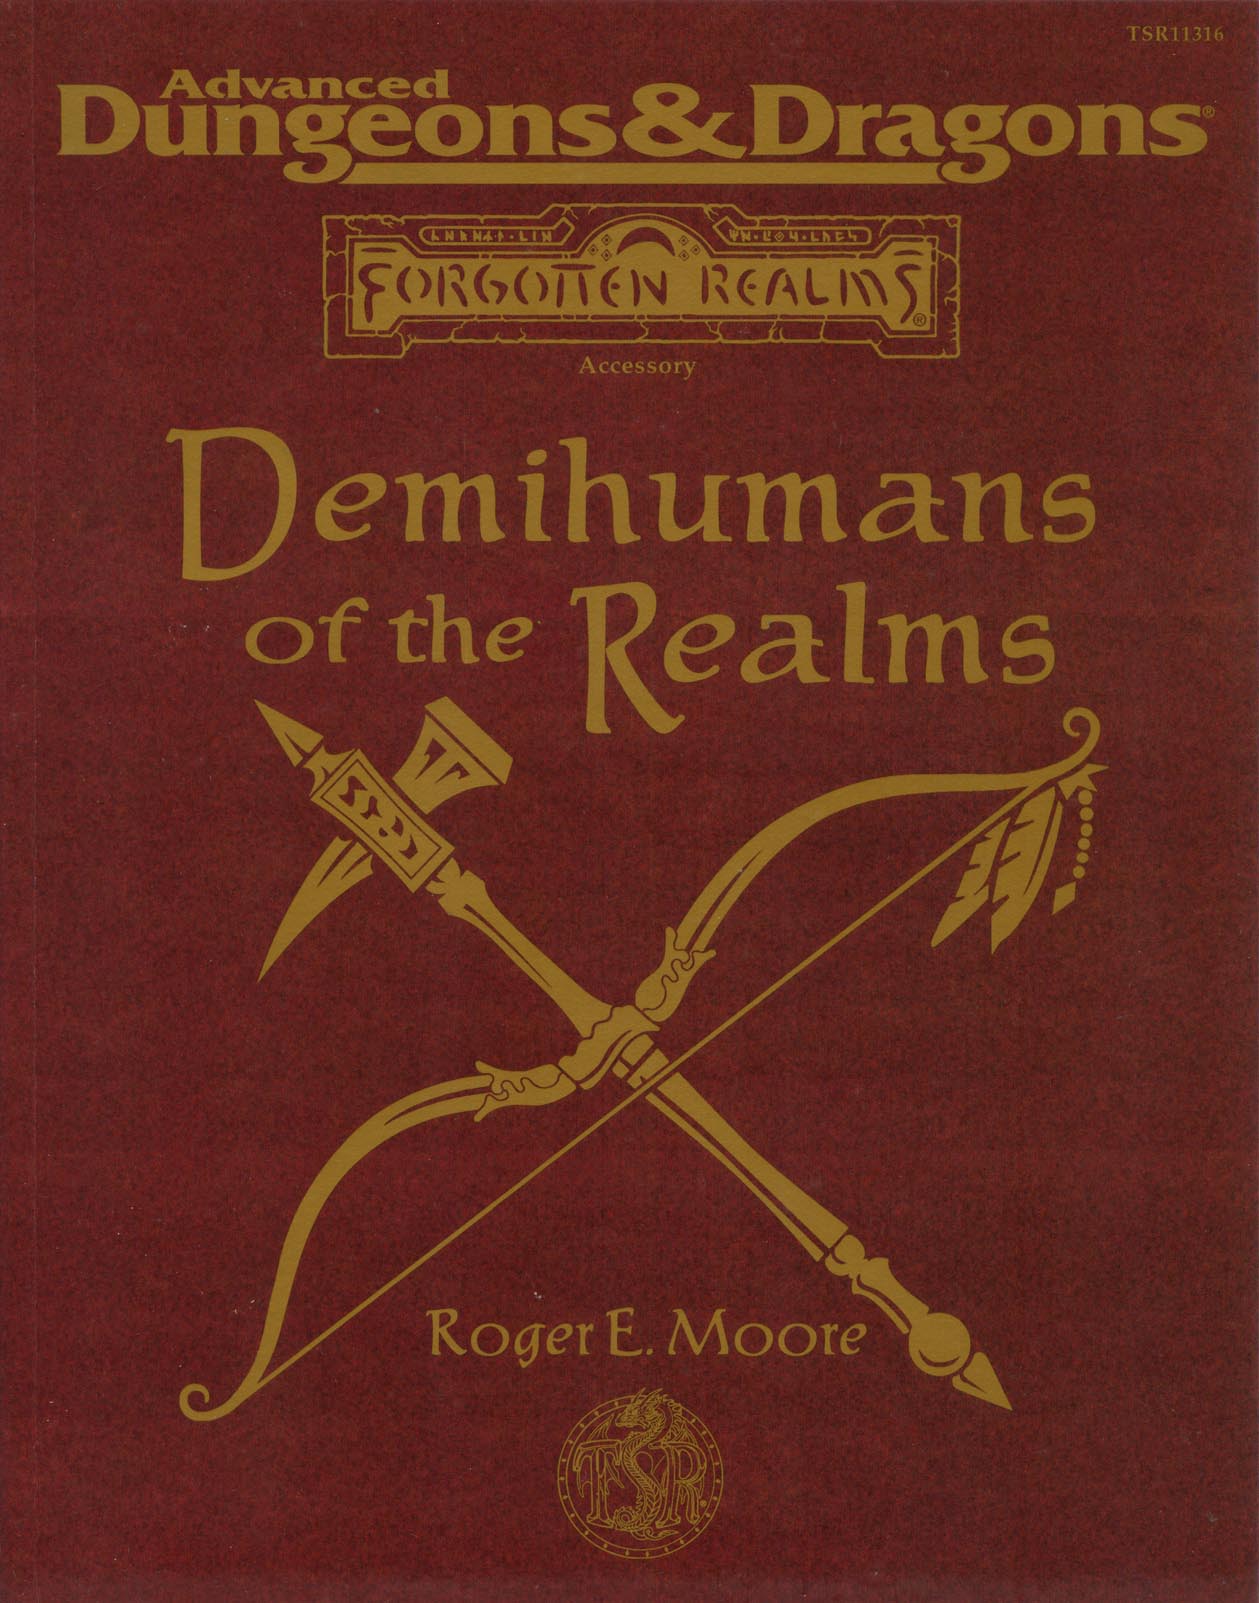 TSR11316
Advanced
Dungeons & Dragons®
FORGOTTEN REALMS®
Accessory
Demihumans
of the Realms
Roger E. Moore
TSR®